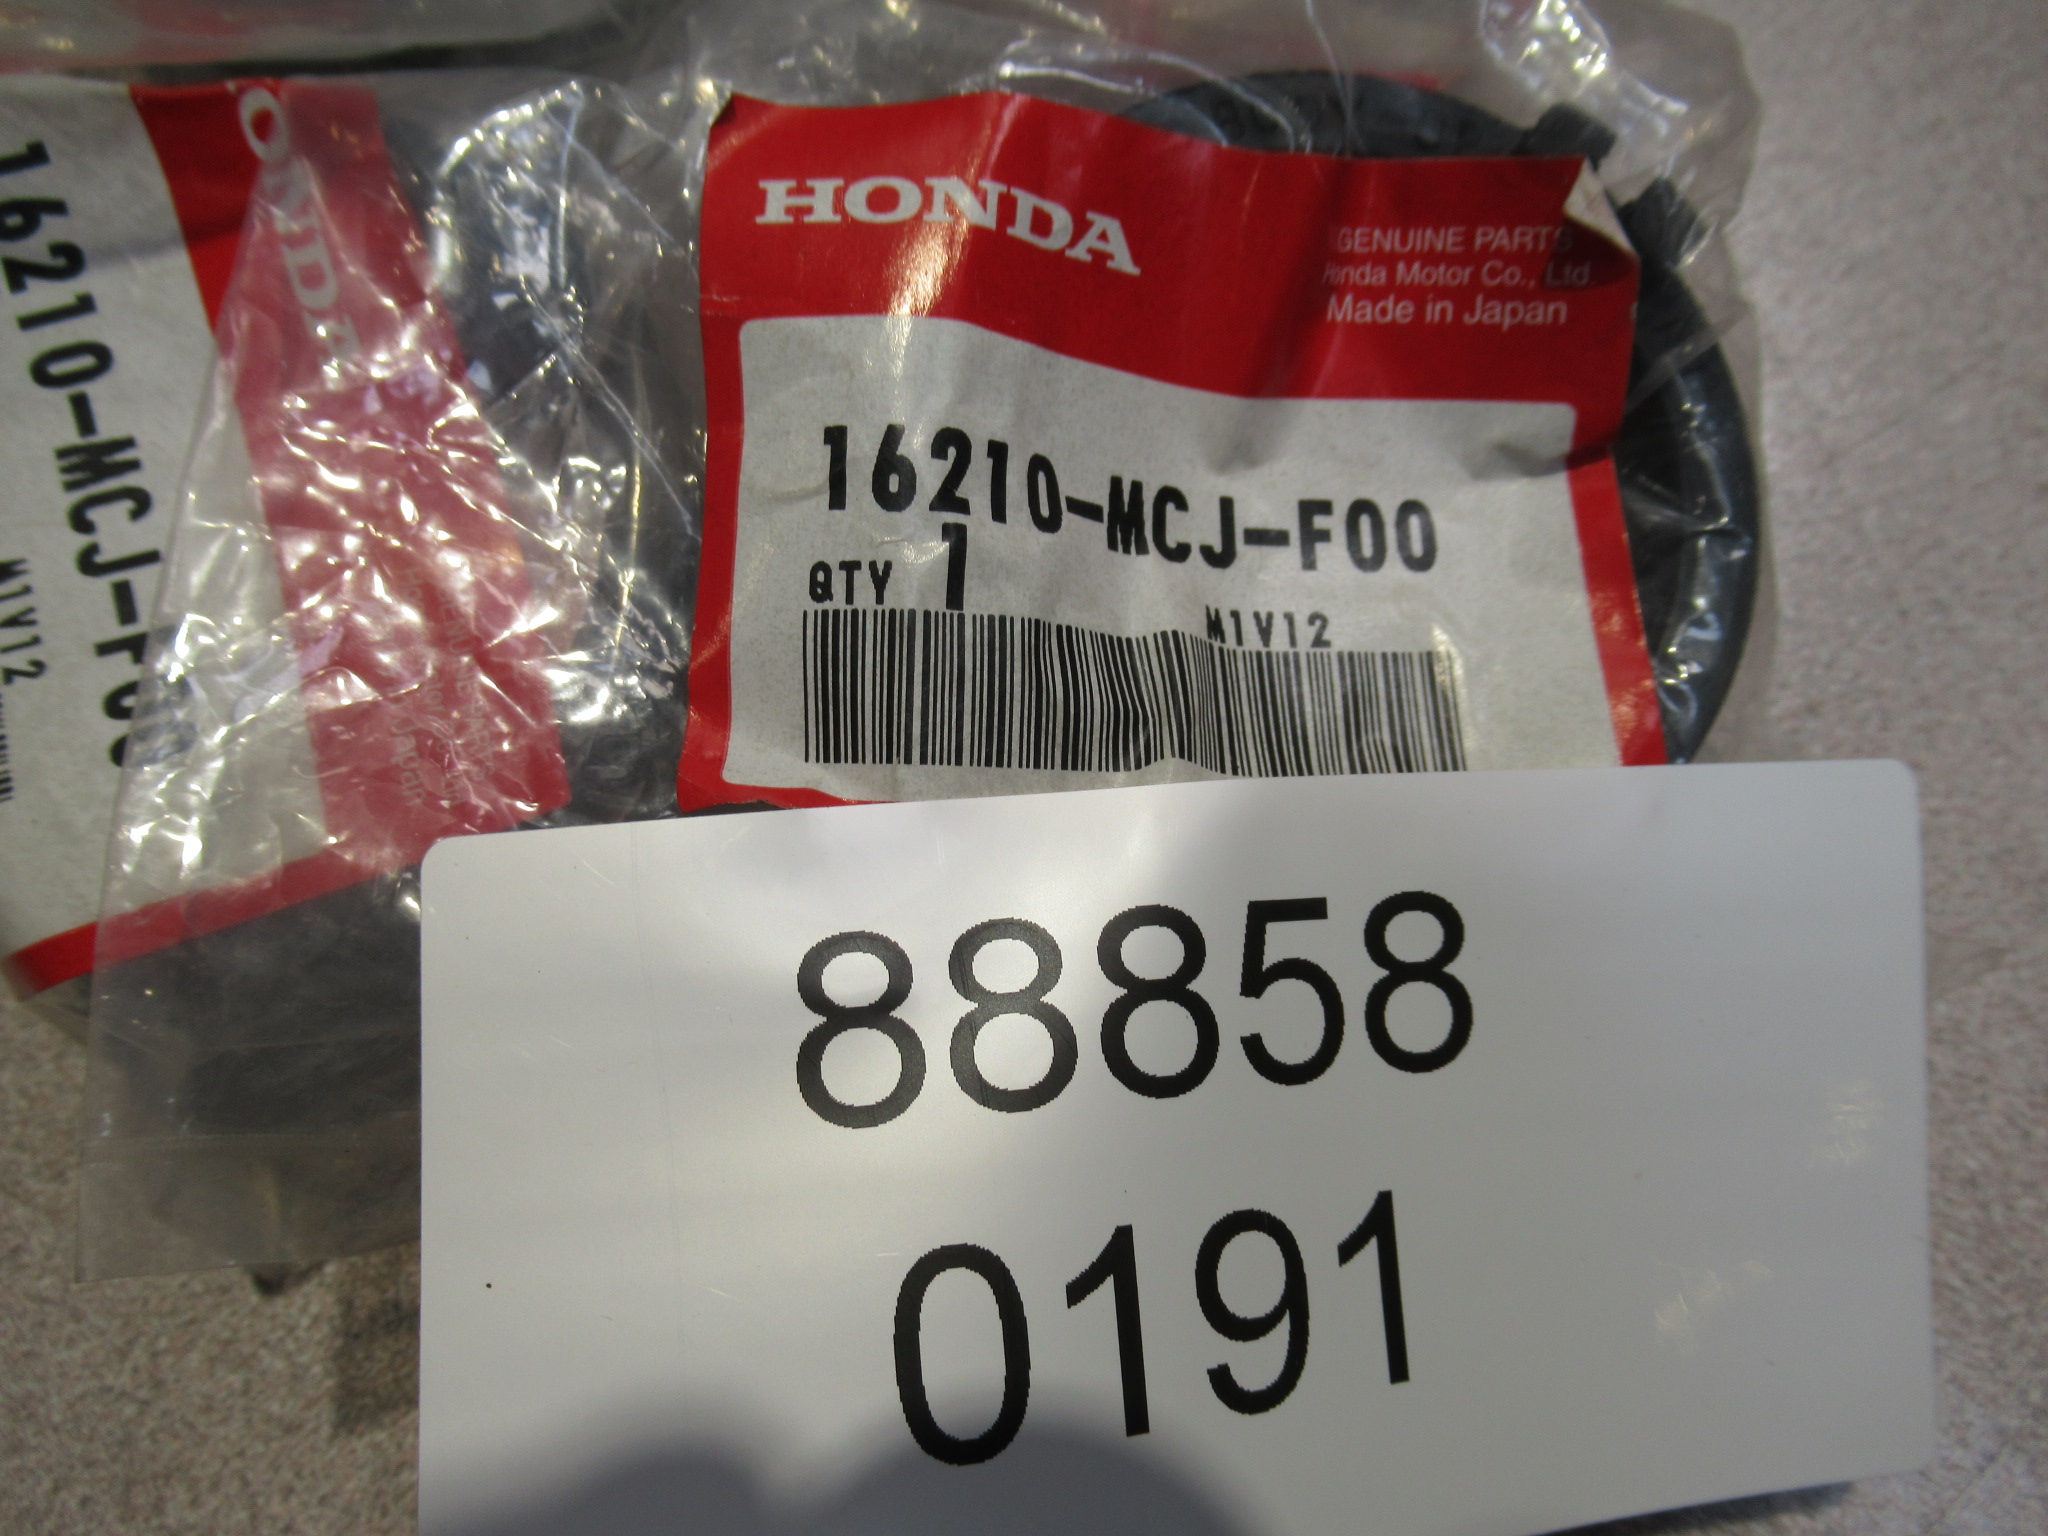 HONDA
GENUINE PARTS
Honda Motor Co., Ltd
Made in Japan
16210-MCJ-F00
QTY 1
M1V12
ONDA
16210-MCJ-F00
M1V12
88858
0191